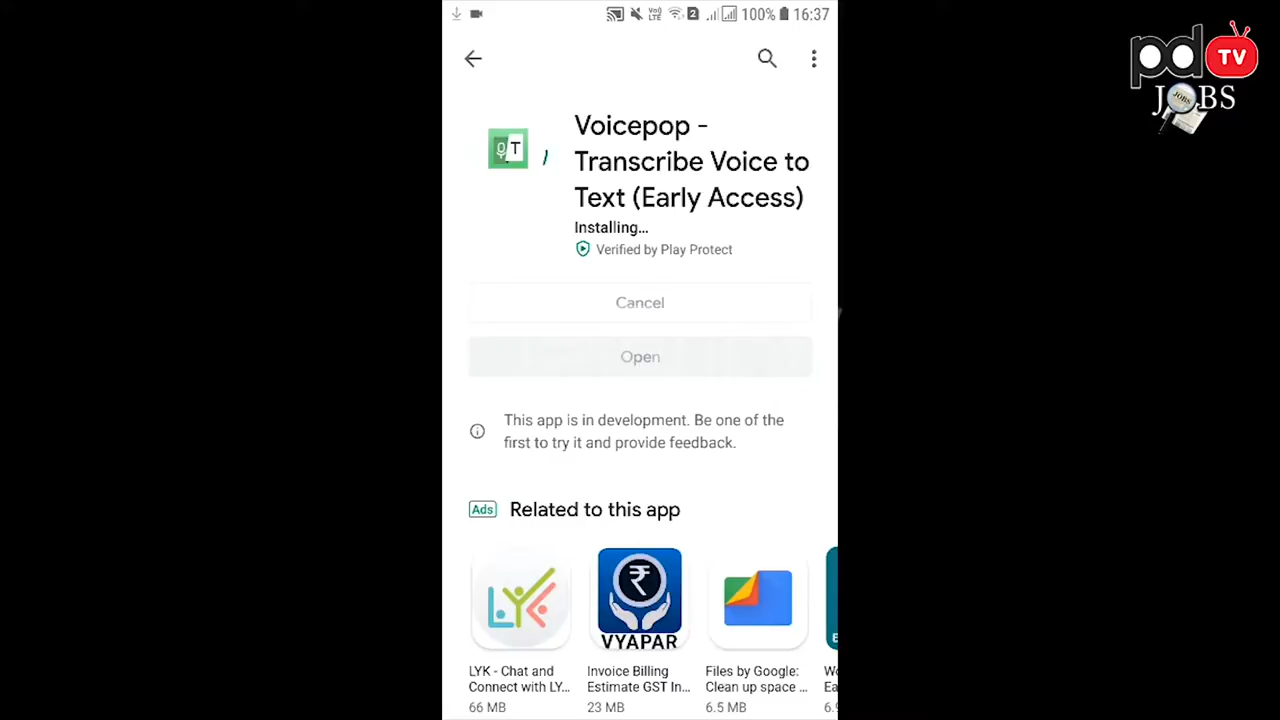 100% 16:37
pd TV
JOBS
Voicepop -
Transcribe Voice to
Text (Early Access)
Installing...
Verified by Play Protect
Cancel
Open
This app is in development. Be one of the
first to try it and provide feedback.
Ads Related to this app
VYAPAR
LYK - Chat and
Connect with LY...
66 MB
Invoice Billing
Estimate GST In...
23 MB
Files by Google:
Clean up space ...
6.5 MB